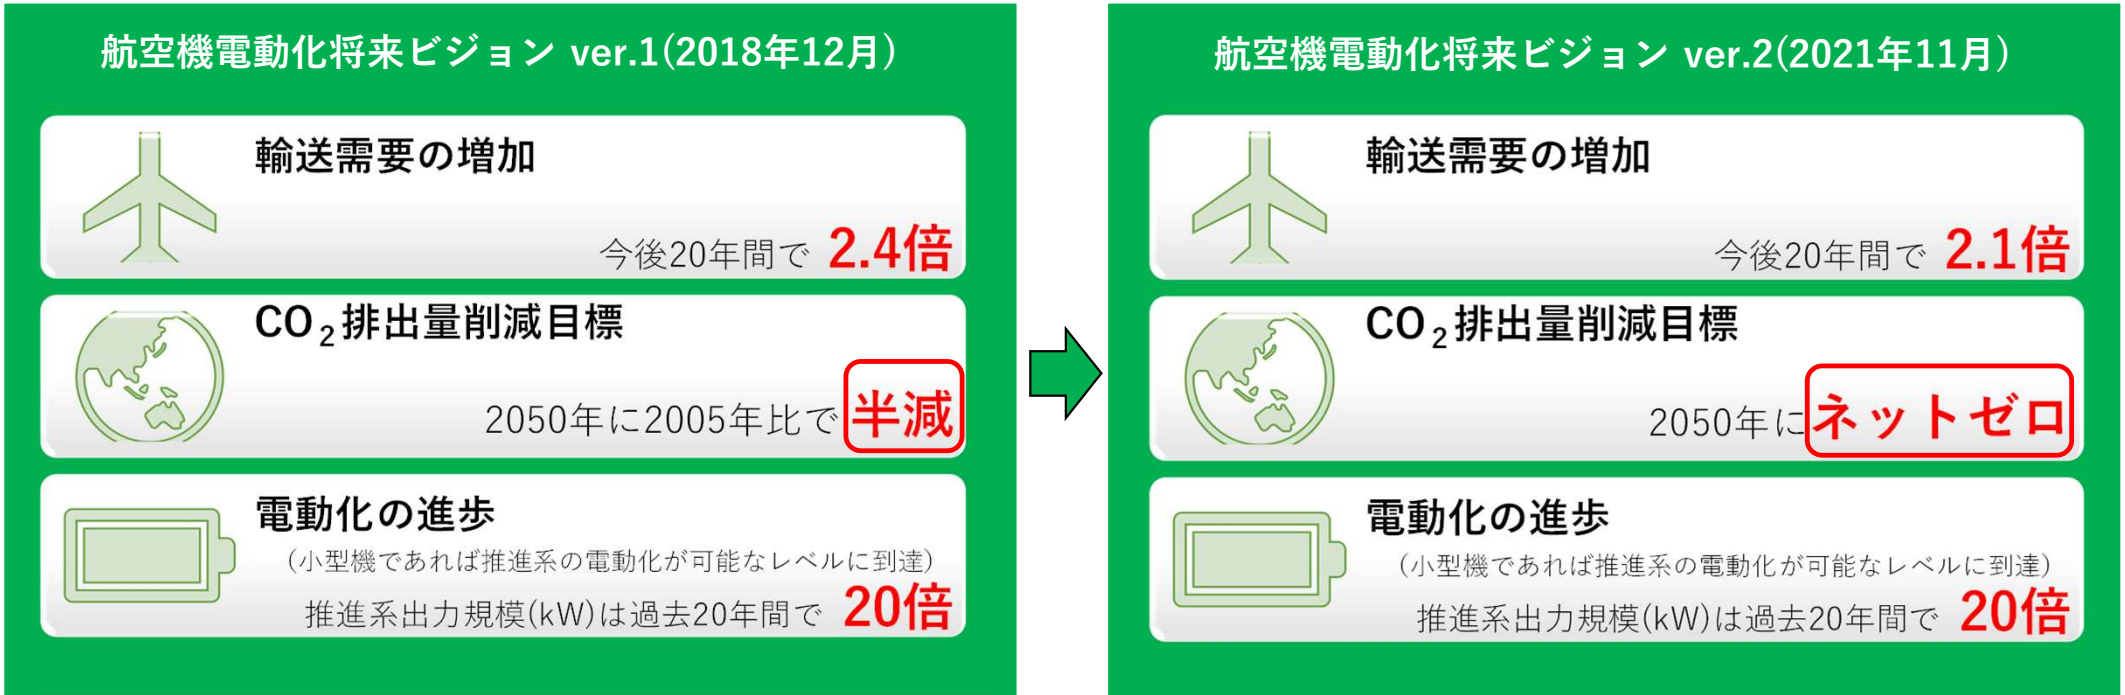 航空機電動化将来ビジョン ver.1(2018年12月)
輸送需要の増加
今後20年間で 2.4倍
CO₂排出量削減目標
2050年に2005年比で半減
電動化の進歩
(小型機であれば推進系の電動化が可能なレベルに到達)
推進系出力規模(kW)は過去20年間で 20倍
航空機電動化将来ビジョン ver.2(2021年11月)
輸送需要の増加
今後20年間で 2.1倍
CO₂排出量削減目標
2050年にネットゼロ
電動化の進歩
(小型機であれば推進系の電動化が可能なレベルに到達)
推進系出力規模(kW)は過去20年間で 20倍